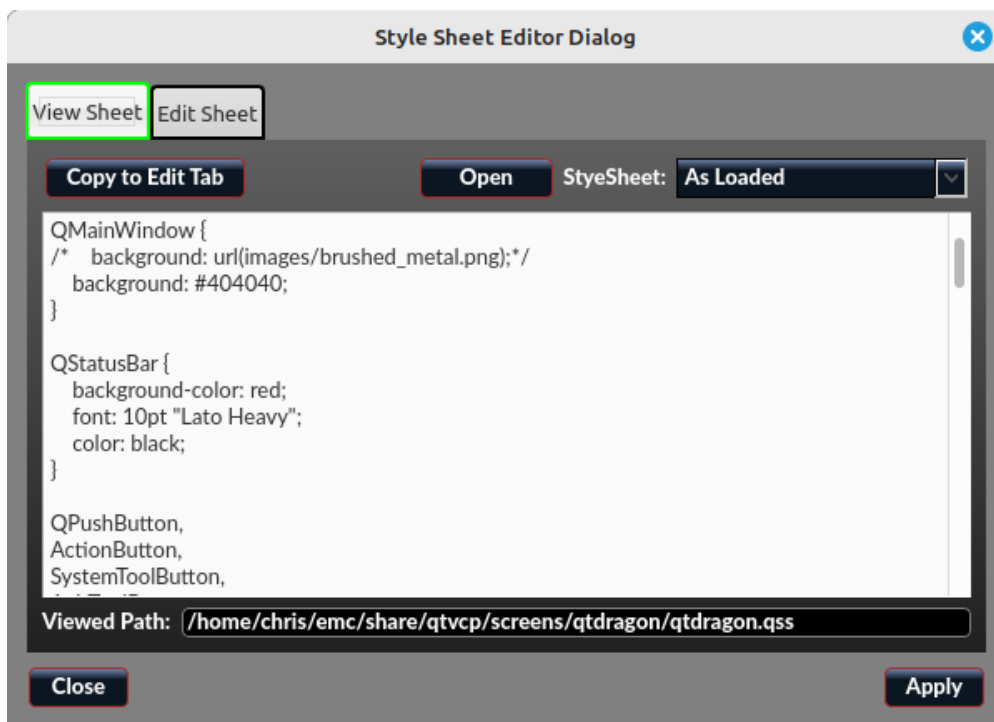 Style Sheet Editor Dialog
View Sheet Edit Sheet
Copy to Edit Tab Open StyeSheet: As Loaded
QMainWindow {
/*    background: url(images/brushed_metal.png);*/
    background: #404040;
}
QStatusBar {
    background-color: red;
    font: 10pt "Lato Heavy";
    color: black;
}
QPushButton,
ActionButton,
SystemToolButton,
Viewed Path: /home/chris/emc/share/qtvcp/screens/qtdragon/qtdragon.qss
Close Apply